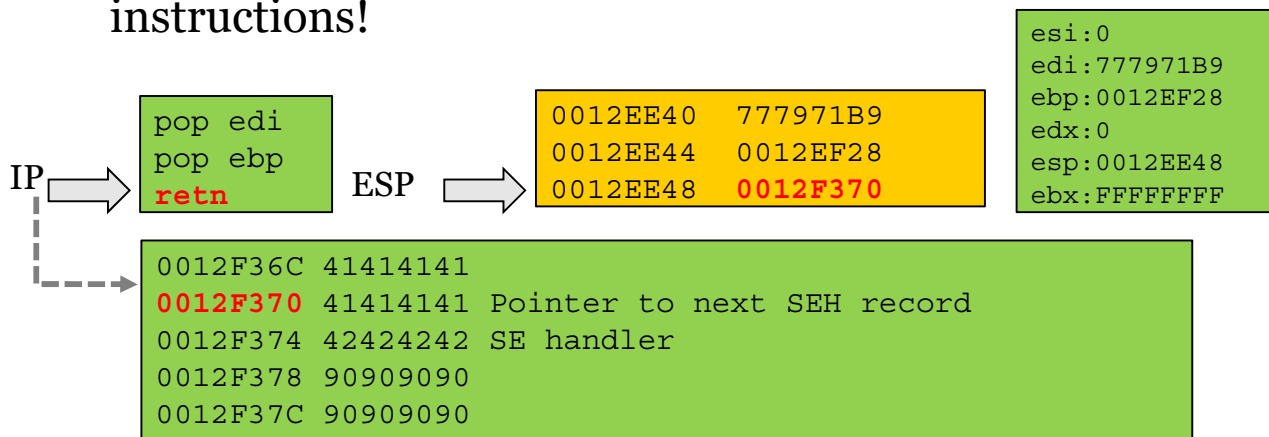 instructions!
esi:0
edi:777971B9
ebp:0012EF28
edx:0
esp:0012EE48
ebx:FFFFFFFF
pop edi
pop ebp
retn
IP
ESP
0012EE40 777971B9
0012EE44 0012EF28
0012EE48 0012F370
0012F36C 41414141
0012F370 41414141 Pointer to next SEH record
0012F374 42424242 SE handler
0012F378 90909090
0012F37C 90909090